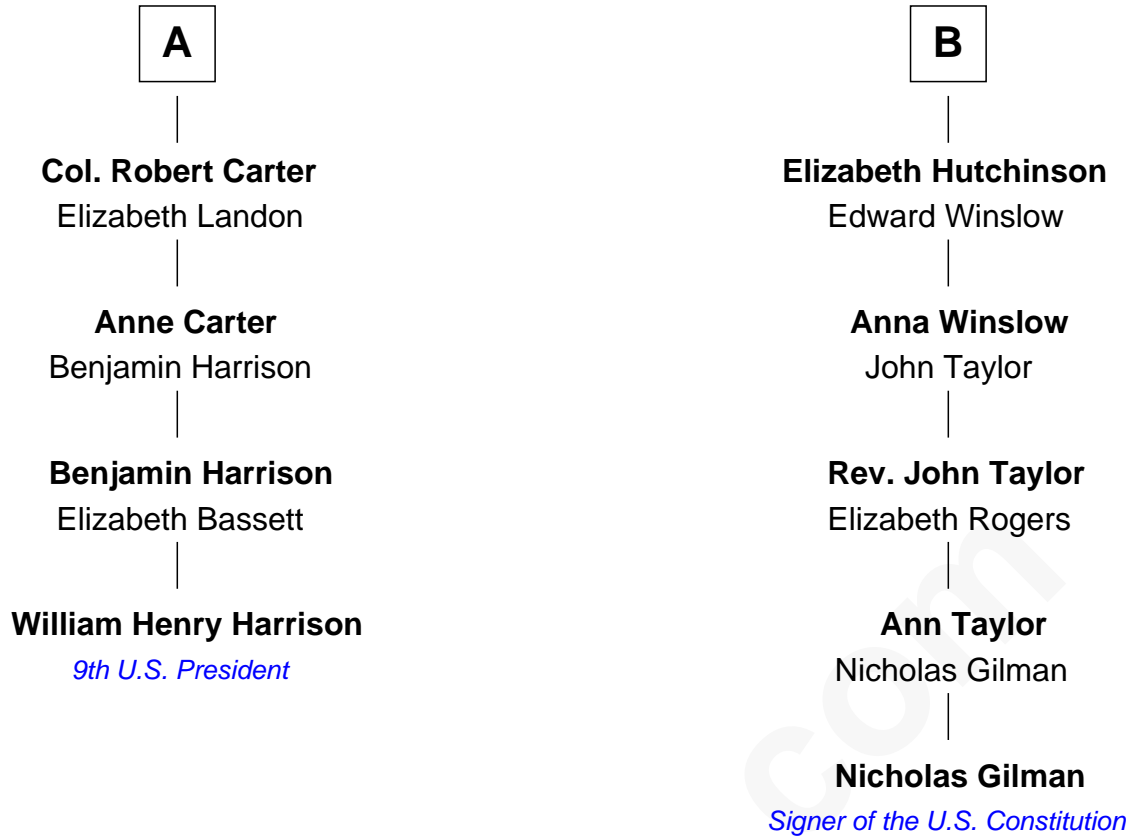 A
Col. Robert Carter
Elizabeth Landon
Anne Carter
Benjamin Harrison
Benjamin Harrison
Elizabeth Bassett
William Henry Harrison
9th U.S. President
B
Elizabeth Hutchinson
Edward Winslow
Anna Winslow
John Taylor
Rev. John Taylor
Elizabeth Rogers
Ann Taylor
Nicholas Gilman
Nicholas Gilman
Signer of the U.S. Constitution
com